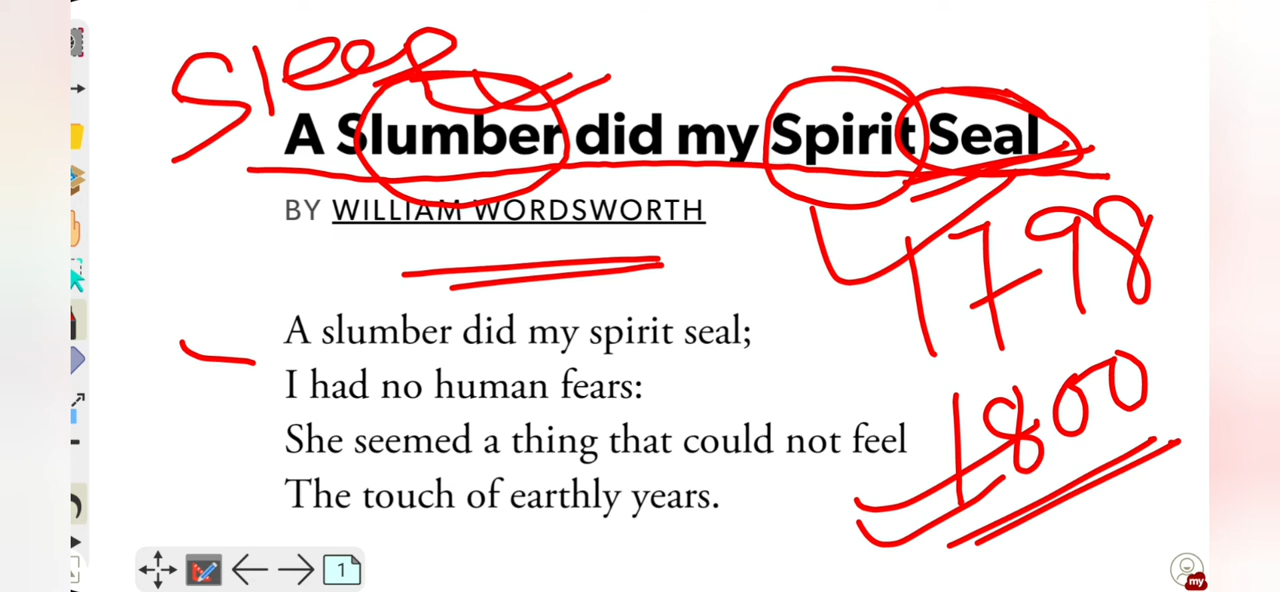 Sleep
A Slumber did my Spirit Seal
BY WILLIAM WORDSWORTH
1798
A slumber did my spirit seal;
I had no human fears:
1800
She seemed a thing that could not feel
The touch of earthly years.
1
my